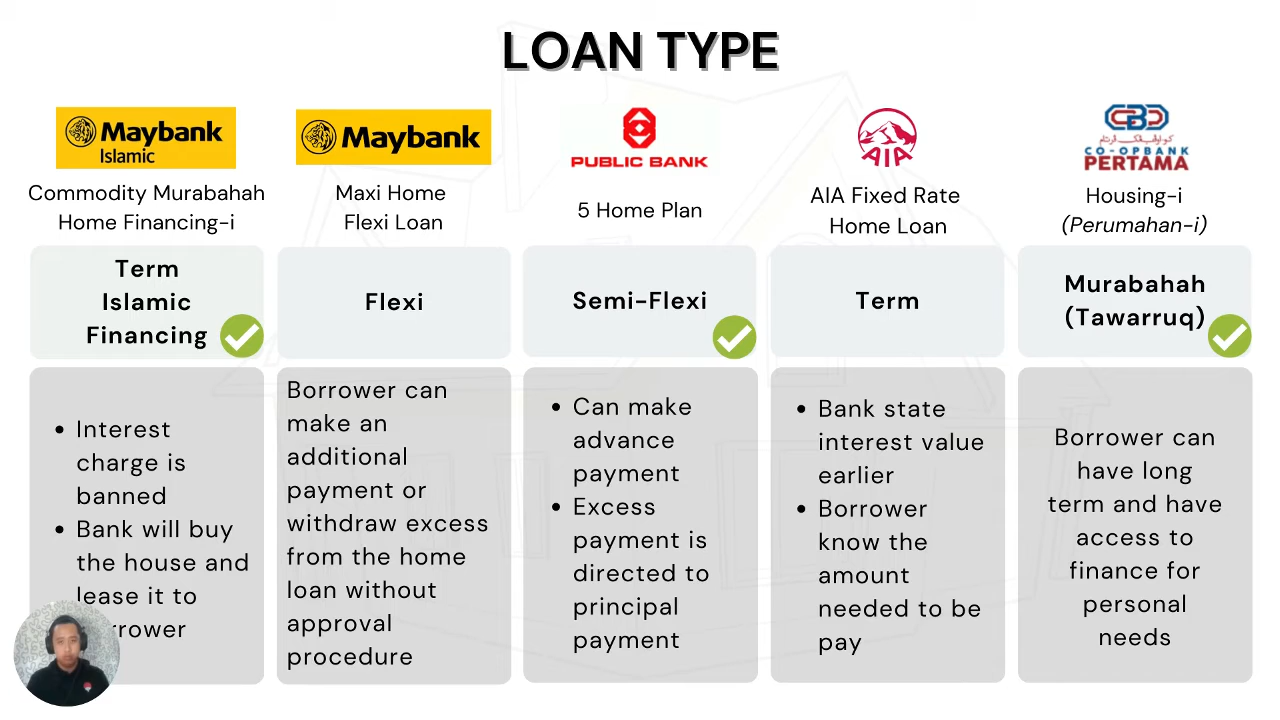 LOAN TYPE
Maybank
Islamic
Commodity Murabahah
Home Financing-i
Term
Islamic
Financing
• Interest
charge is
banned
• Bank will buy
the house and
lease it to
Maybank
Maxi Home
Flexi Loan
Flexi
Borrower can
make an
additional
payment or
withdraw excess
from the home
loan without
approval
procedure
PUBLIC BANK
5 Home Plan
Semi-Flexi
• Can make
advance
payment
• Excess
payment is
directed to
principal
payment
AIA
AIA Fixed Rate
Home Loan
Term
• Bank state
interest value
earlier
• Borrower
know the
amount
needed to be
pay
CBP
CO-OPBANK
PERTAMA
Housing-i
(Perumahan-i)
Murabahah
(Tawarruq)
Borrower can
have long
term and have
access to
finance for
personal
needs